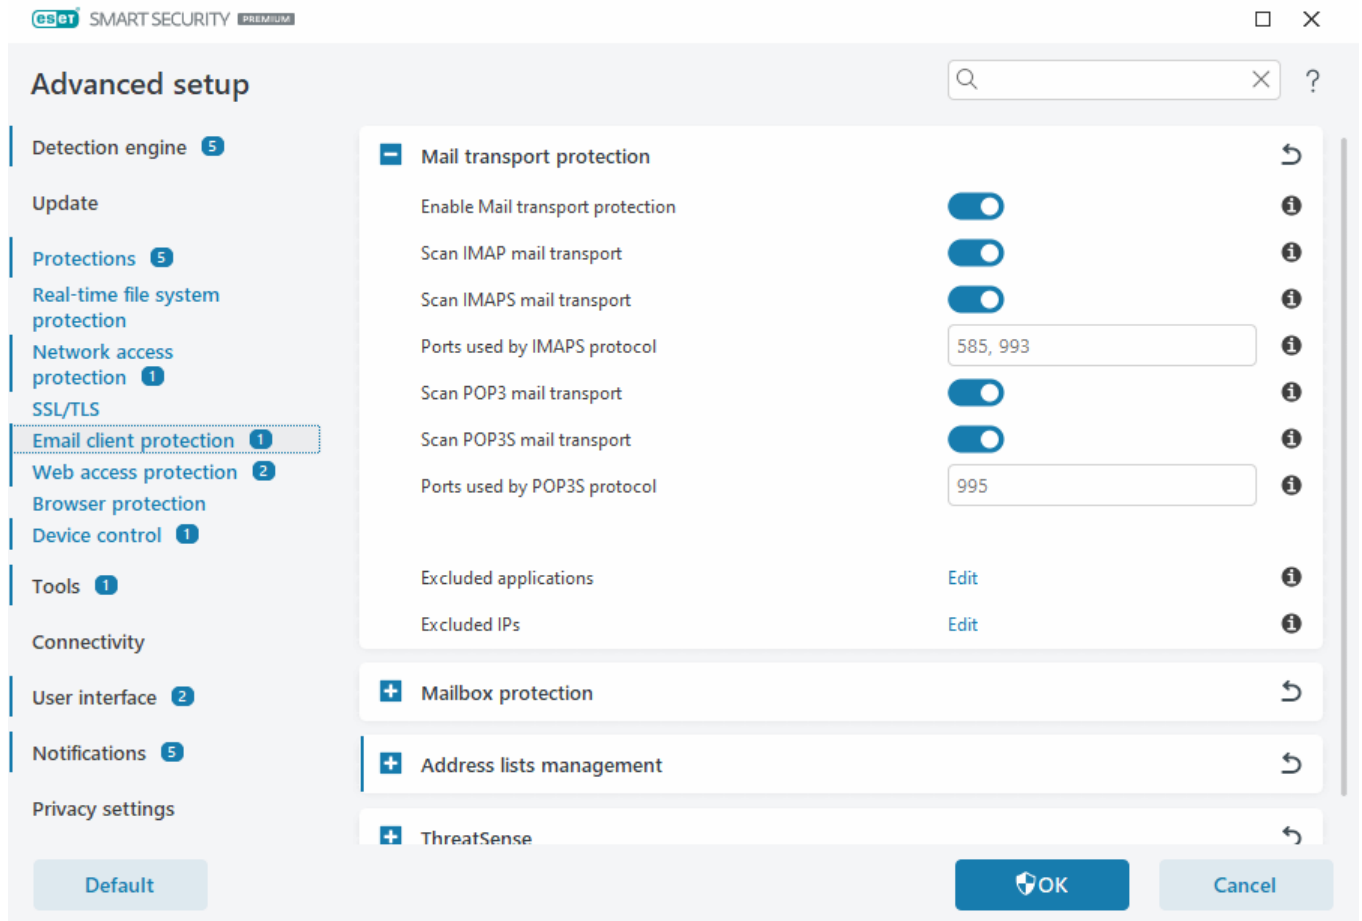 eset SMART SECURITY PREMIUM
Advanced setup
?
Detection engine 5
Update
Protections 5
Real-time file system
protection
Network access
protection 1
SSL/TLS
Email client protection 1
Web access protection 2
Browser protection
Device control 1
Tools 1
Connectivity
User interface 2
Notifications 5
Privacy settings
Mail transport protection
Enable Mail transport protection
Scan IMAP mail transport
Scan IMAPS mail transport
Ports used by IMAPS protocol 585, 993
Scan POP3 mail transport
Scan POP3S mail transport
Ports used by POP3S protocol 995
Excluded applications Edit
Excluded IPs Edit
Mailbox protection
Address lists management
ThreatSense
Default
OK
Cancel